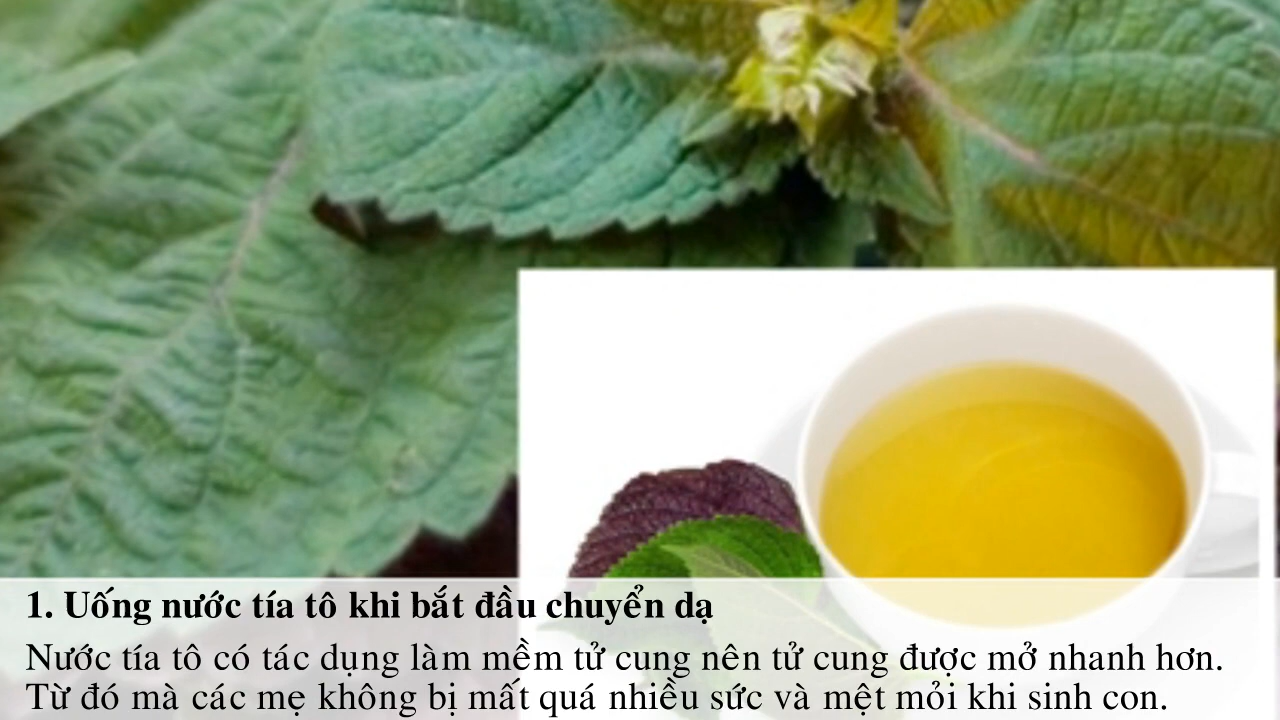 1. Uống nước tía tô khi bắt đầu chuyển dạ
Nước tía tô có tác dụng làm mềm tử cung nên tử cung được mở nhanh hơn.
Từ đó mà các mẹ không bị mất quá nhiều sức và mệt mỏi khi sinh con.